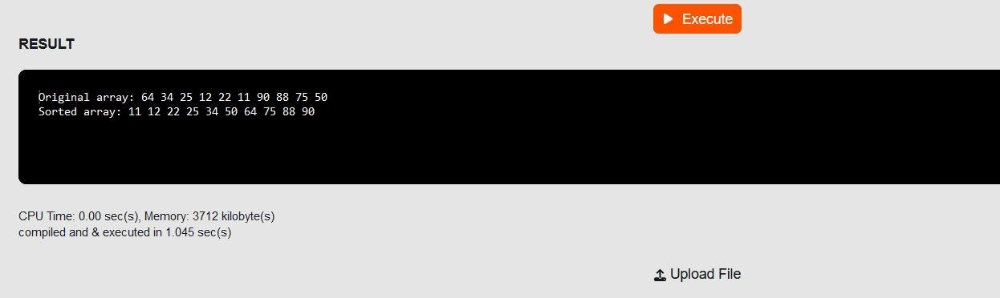 Execute
RESULT
Original array: 64 34 25 12 22 11 90 88 75 50
Sorted array: 11 12 22 25 34 50 64 75 88 90
CPU Time: 0.00 sec(s), Memory: 3712 kilobyte(s)
compiled and & executed in 1.045 sec(s)
Upload File